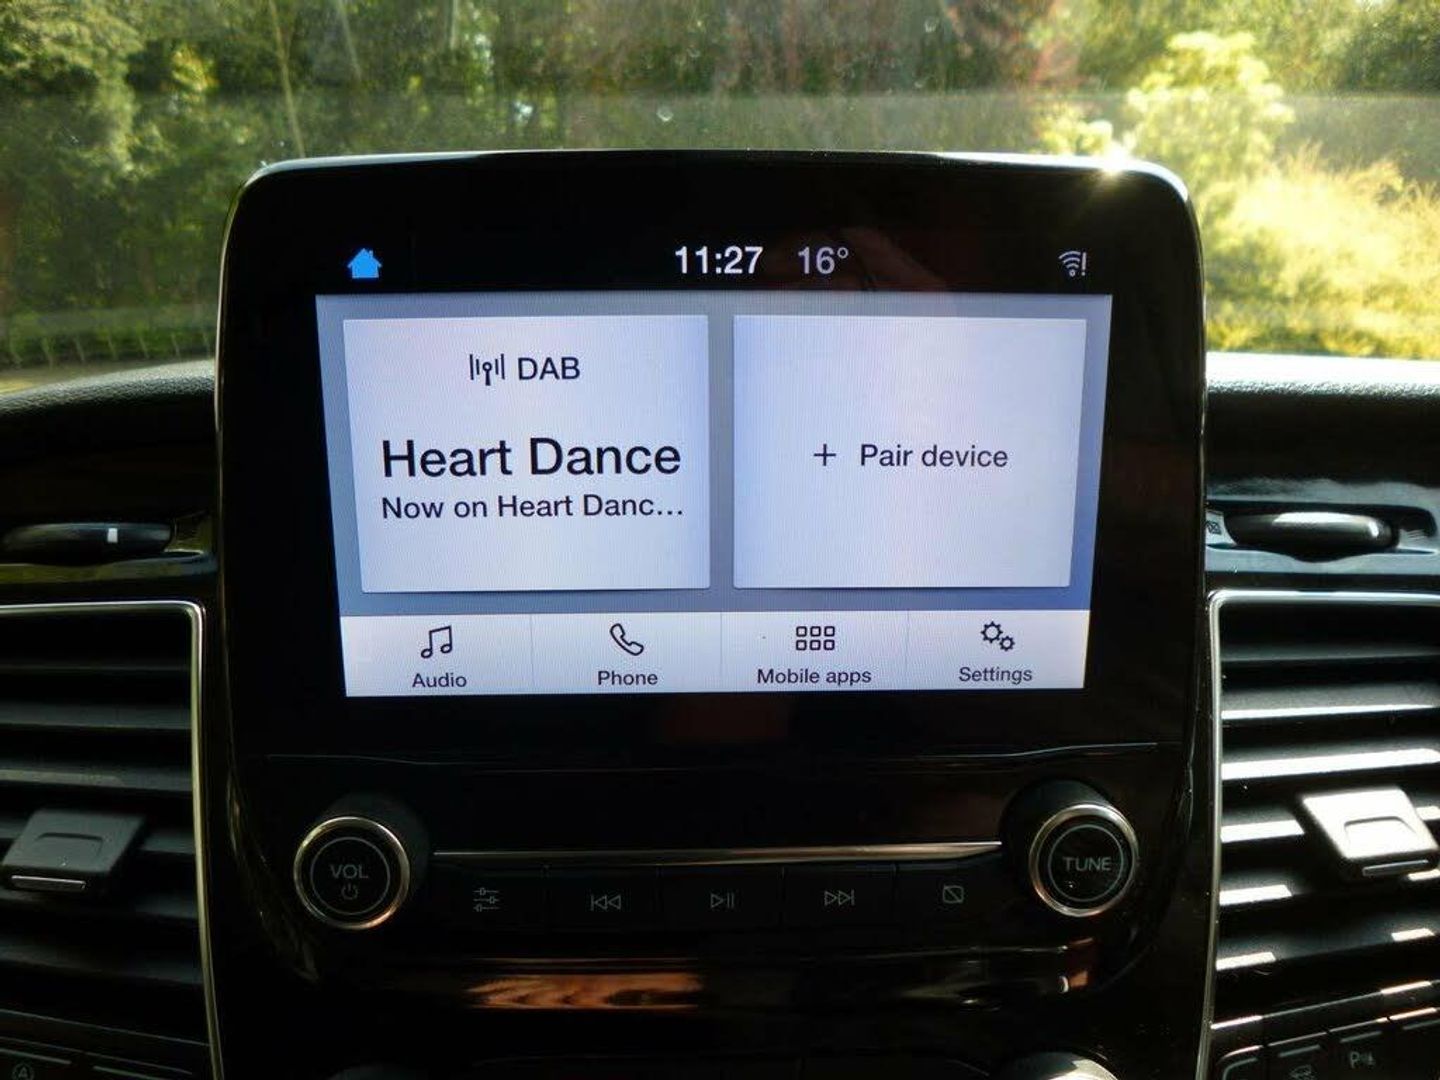 11:27 16°
DAB
Heart Dance
Now on Heart Danc...
+ Pair device
Audio
Phone
Mobile apps
Settings
VOL
TUNE